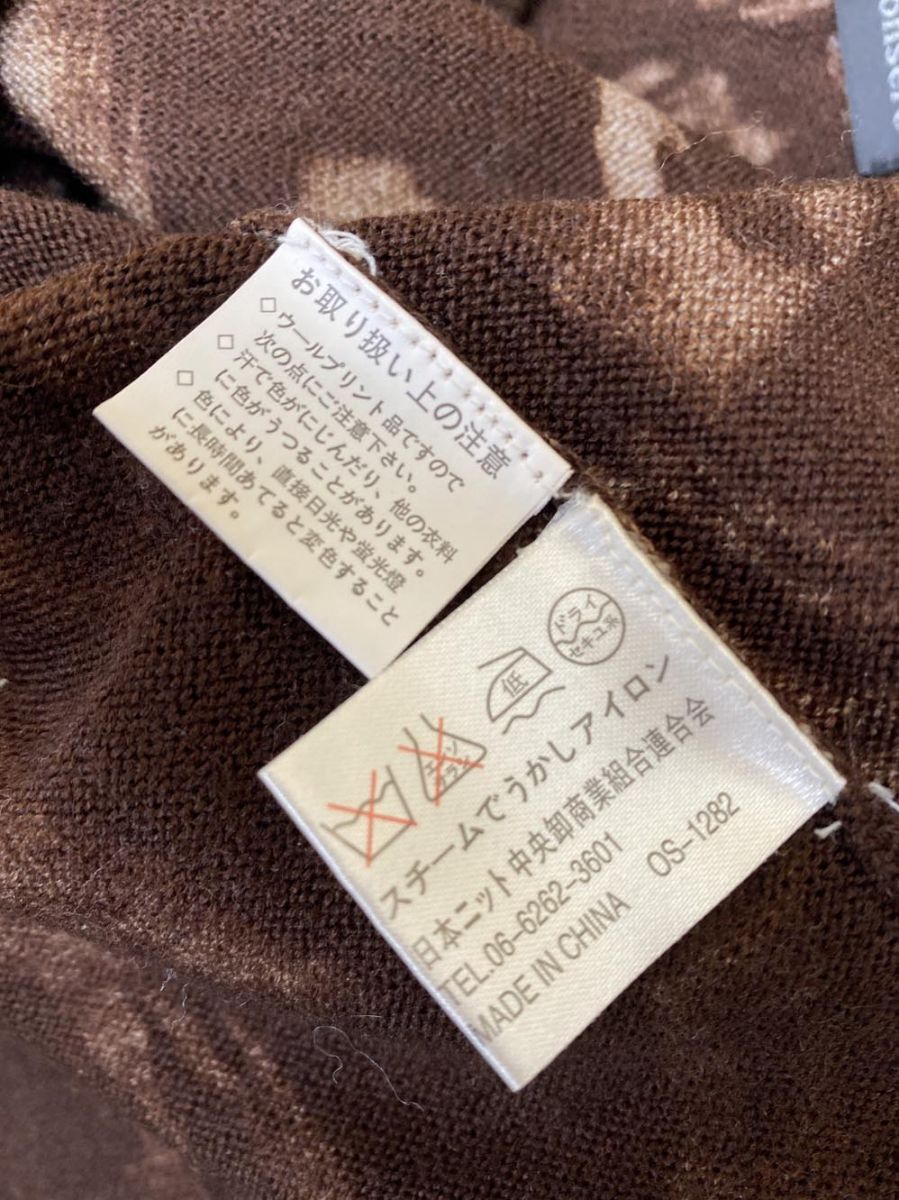 お取り扱い上の注意
◇ウールプリント品ですので
次の点にご注意下さい。
◇汗で色がにじんだり、他の衣料
に色がうつることがあります。
◇色により、直接日光や蛍光燈
に長時間あてると変色すること
があります。
ドライ
セキユ系
低
エンソ
サラシ
スチームでうかしアイロン
日本ニット中央卸商業組合連合会
TEL.06-6262-3601
MADE IN CHINA OS-1282